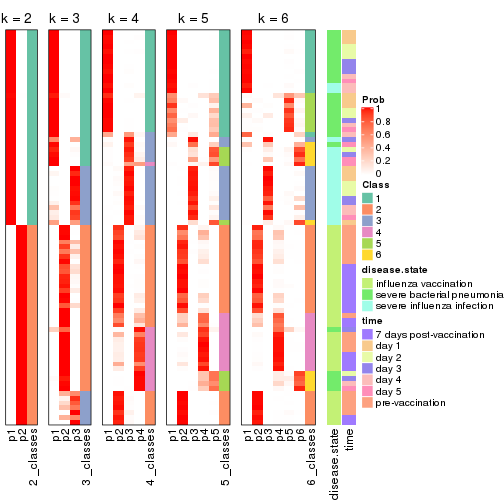 k = 2 k = 3 k = 4 k = 5 k = 6
Prob
1
0.8
0.6
0.4
0.2
0
Class
1
2
3
4
5
6
disease.state
influenza vaccination
severe bacterial pneumonia
severe influenza infection
time
7 days post-vaccination
day 1
day 2
day 3
day 4
day 5
pre-vaccination
p1 p2 2_classes p1 p2 p3 3_classes p1 p2 p3 p4 4_classes p1 p2 p3 p4 p5 5_classes p1 p2 p3 p4 p5 p6 6_classes disease.state time